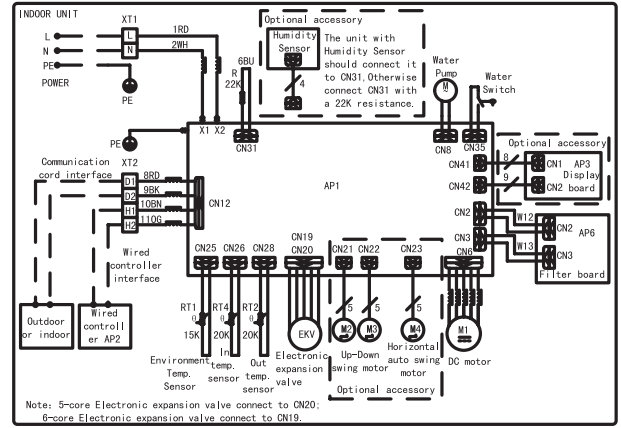 INDOOR UNIT
XT1
L
N
PE
POWER
L
N
PE
1RD
2WH
X1 X2
PE
Optional accessory
Humidity
Sensor
4
The unit with
Humidity Sensor
should connect it
to CN31,Otherwise
connect CN31 with
a 22K resistance.
6BU
R
22K
CN31
Water
Pump
M
CN8
Water
Switch
CN35
Optional accessory
CN41
8
CN1
AP3
Display
board
CN42
9
CN2
CN2
W12
CN2
AP6
CN3
W13
CN3
Filter board
AP1
Communication
cord interface
XT2
D1
D2
H1
H2
8RD
9BK
10BN
11OG
CN12
Wired
controller
interface
Outdoor
or indoor
Wired
controll
er AP2
CN25
CN26
CN28
CN19
CN20
CN21
CN22
CN23
CN6
RT1
θ
15K
RT4
θ
20K
RT2
θ
20K
EKV
5
M2
5
M3
5
M4
M1
Environment
Temp.
Sensor
In
temp.
sensor
Out
temp.
sensor
Electronic
expansion
valve
Up-Down
swing motor
Horizontal
auto swing
motor
DC motor
Optional accessory
Note: 5-core Electronic expansion valve connect to CN20;
6-core Electronic expansion valve connect to CN19.